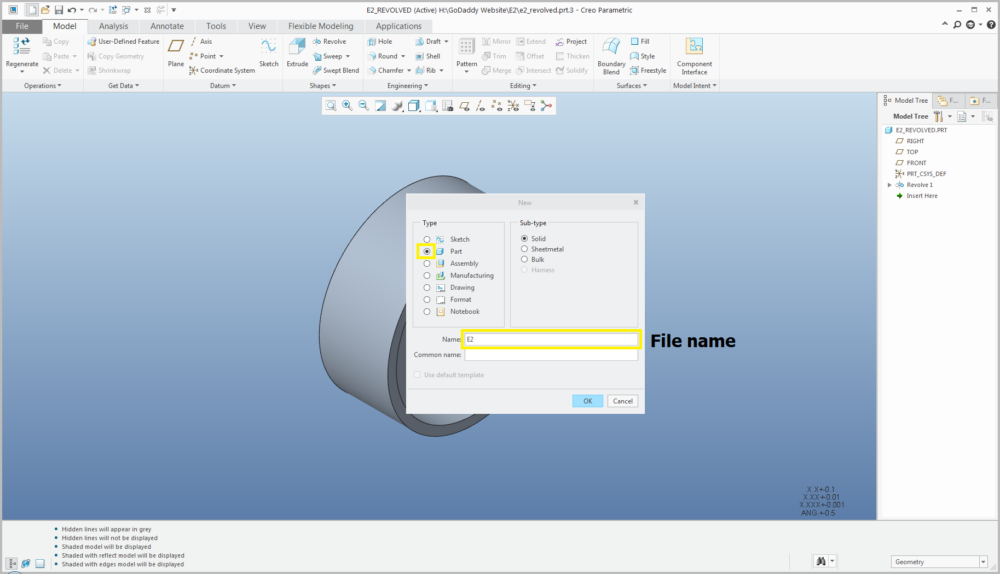 E2_REVOLVED (Active) H:\GoDaddy Website\E2\e2_revolved.prt.3 - Creo Parametric
File Model Analysis Annotate Tools View Flexible Modeling Applications
Regenerate
Copy
Paste
Delete
Operations
User-Defined Feature
Copy Geometry
Shrinkwrap
Get Data
Plane
Axis
Point
Coordinate System
Sketch
Datum
Extrude
Revolve
Sweep
Swept Blend
Shapes
Hole
Round
Chamfer
Draft
Shell
Rib
Engineering
Pattern
Mirror
Trim
Merge
Extend
Offset
Intersect
Project
Thicken
Solidify
Editing
Boundary
Blend
Fill
Style
Freestyle
Surfaces
Component
Interface
Model Intent
Model Tree F... F...
Model Tree
E2_REVOLVED.PRT
RIGHT
TOP
FRONT
PRT_CSYS_DEF
Revolve 1
Insert Here
New
Type
Sketch
Part
Assembly
Manufacturing
Drawing
Format
Notebook
Sub-type
Solid
Sheetmetal
Bulk
Harness
Name: E2
File name
Common name:
Use default template
OK Cancel
X.X+-0.1
X.XX+-0.01
X.XXX+-0.001
ANG.+-0.5
Hidden lines will appear in grey
Hidden lines will not be displayed
Shaded model will be displayed
Shaded with reflect model will be displayed
Shaded with edges model will be displayed
Geometry